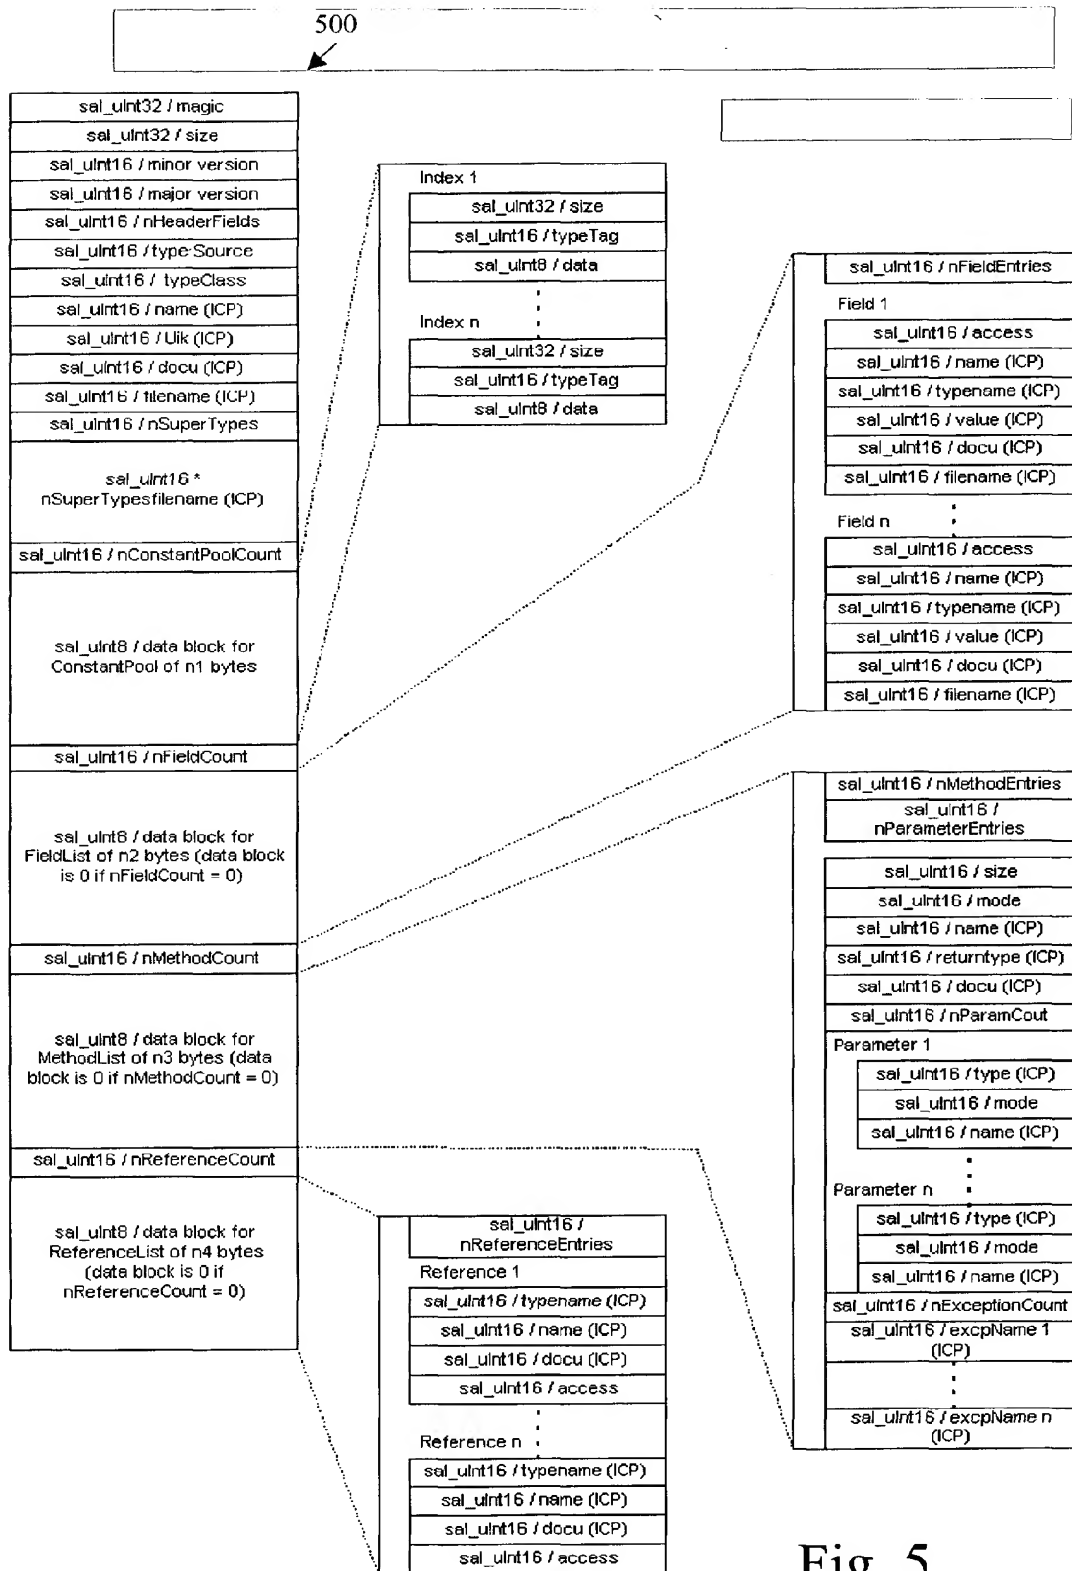 500
sal_uInt32 / magic
sal_uInt32 / size
sal_uInt16 / minor version
sal_uInt16 / major version
sal_uInt16 / nHeaderFields
sal_uInt16 / type Source
sal_uInt16 / typeClass
sal_uInt16 / name (ICP)
sal_uInt16 / Uik (ICP)
sal_uInt16 / docu (ICP)
sal_uInt16 / filename (ICP)
sal_uInt16 / nSuperTypes
sal_uInt16 *
nSuperTypesfilename (ICP)
sal_uInt16 / nConstantPoolCount
sal_uInt8 / data block for
ConstantPool of n1 bytes
sal_uInt16 / nFieldCount
sal_uInt8 / data block for
FieldList of n2 bytes (data block
is 0 if nFieldCount = 0)
sal_uInt16 / nMethodCount
sal_uInt8 / data block for
MethodList of n3 bytes (data
block is 0 if nMethodCount = 0)
sal_uInt16 / nReferenceCount
sal_uInt8 / data block for
ReferenceList of n4 bytes
(data block is 0 if
nReferenceCount = 0)
Index 1
sal_uInt32 / size
sal_uInt16 / typeTag
sal_uInt8 / data
Index n
sal_uInt32 / size
sal_uInt16 / typeTag
sal_uInt8 / data
sal_uInt16 / nFieldEntries
Field 1
sal_uInt16 / access
sal_uInt16 / name (ICP)
sal_uInt16 / typename (ICP)
sal_uInt16 / value (ICP)
sal_uInt16 / docu (ICP)
sal_uInt16 / filename (ICP)
Field n
sal_uInt16 / access
sal_uInt16 / name (ICP)
sal_uInt16 / typename (ICP)
sal_uInt16 / value (ICP)
sal_uInt16 / docu (ICP)
sal_uInt16 / filename (ICP)
sal_uInt16 / nMethodEntries
sal_uInt16 /
nParameterEntries
sal_uInt16 / size
sal_uInt16 / mode
sal_uInt16 / name (ICP)
sal_uInt16 / returntype (ICP)
sal_uInt16 / docu (ICP)
sal_uInt16 / nParamCout
Parameter 1
sal_uInt16 / type (ICP)
sal_uInt16 / mode
sal_uInt16 / name (ICP)
Parameter n
sal_uInt16 / type (ICP)
sal_uInt16 / mode
sal_uInt16 / name (ICP)
sal_uInt16 / nExceptionCount
sal_uInt16 / excpName 1
(ICP)
sal_uInt16 / excpName n
(ICP)
sal_uInt16 /
nReferenceEntries
Reference 1
sal_uInt16 / typename (ICP)
sal_uInt16 / name (ICP)
sal_uInt16 / docu (ICP)
sal_uInt16 / access
Reference n
sal_uInt16 / typename (ICP)
sal_uInt16 / name (ICP)
sal_uInt16 / docu (ICP)
sal_uInt16 / access
Fig. 5